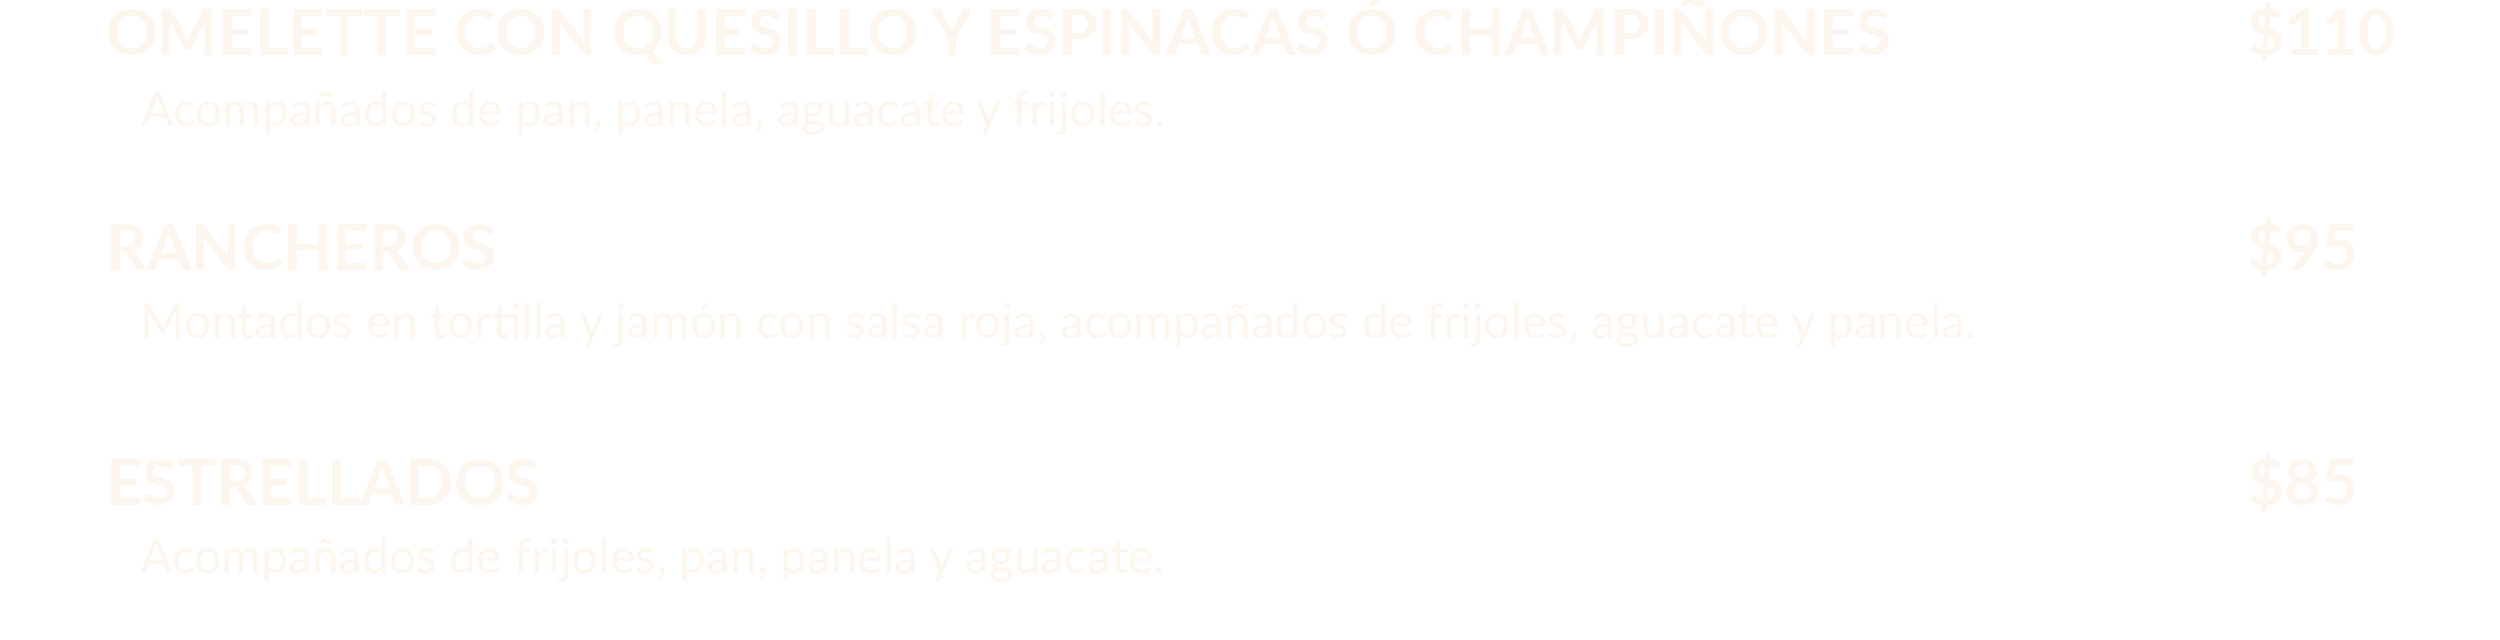 OMELETTE CON QUESILLO Y ESPINACAS Ó CHAMPIÑONES $110
Acompañados de pan, panela, aguacate y frijoles.
RANCHEROS $95
Montados en tortilla y jamón, con salsa roja, acompañados de frijoles, aguacate y panela.
ESTRELLADOS $85
Acompañados de frijoles, pan, panela y aguacate.